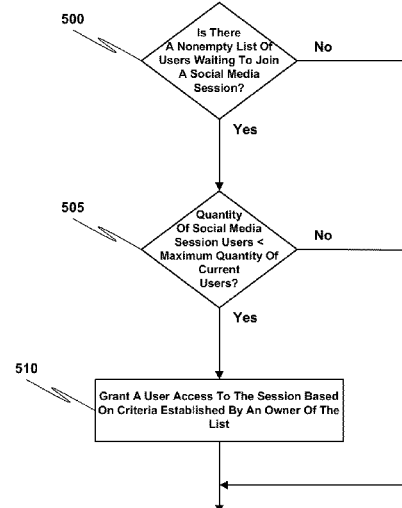 500
Is There
A Nonempty List Of
Users Waiting To Join
A Social Media
Session?
No
Yes
505
Quantity
Of Social Media
Session Users <
Maximum Quantity Of
Current
Users?
No
Yes
510
Grant A User Access To The Session Based
On Criteria Established By An Owner Of The
List